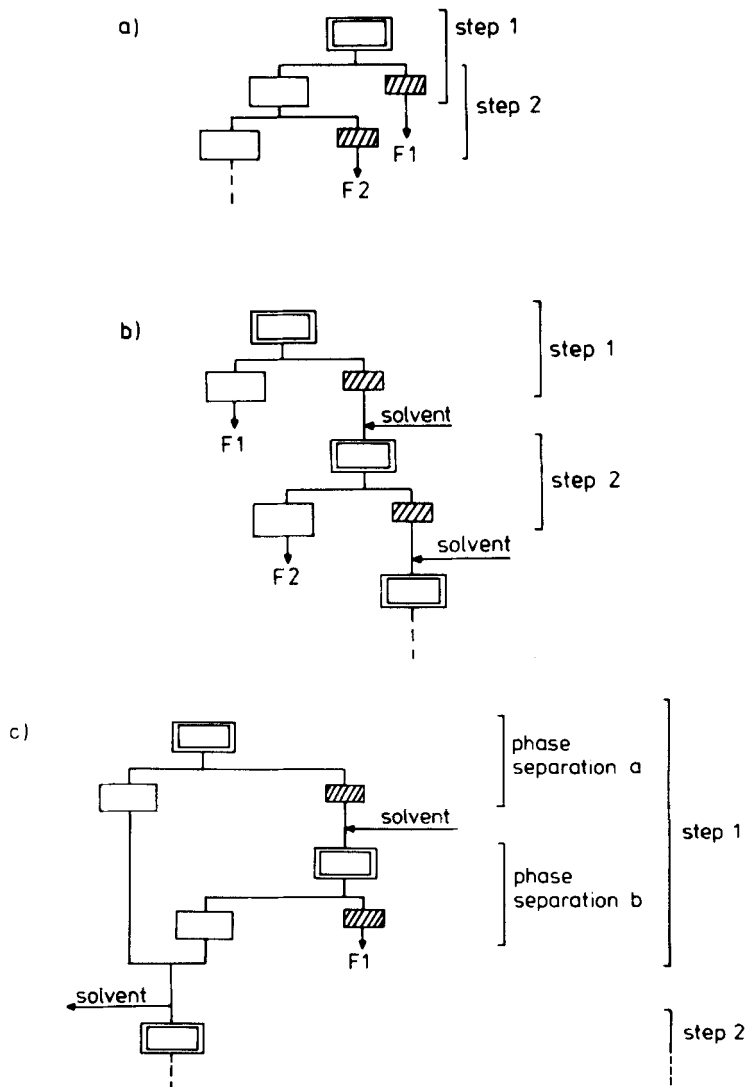 a)
step 1
step 2
F1
F2
b)
step 1
solvent
F1
step 2
solvent
F2
c)
phase
separation a
solvent
step 1
phase
separation b
F1
solvent
step 2